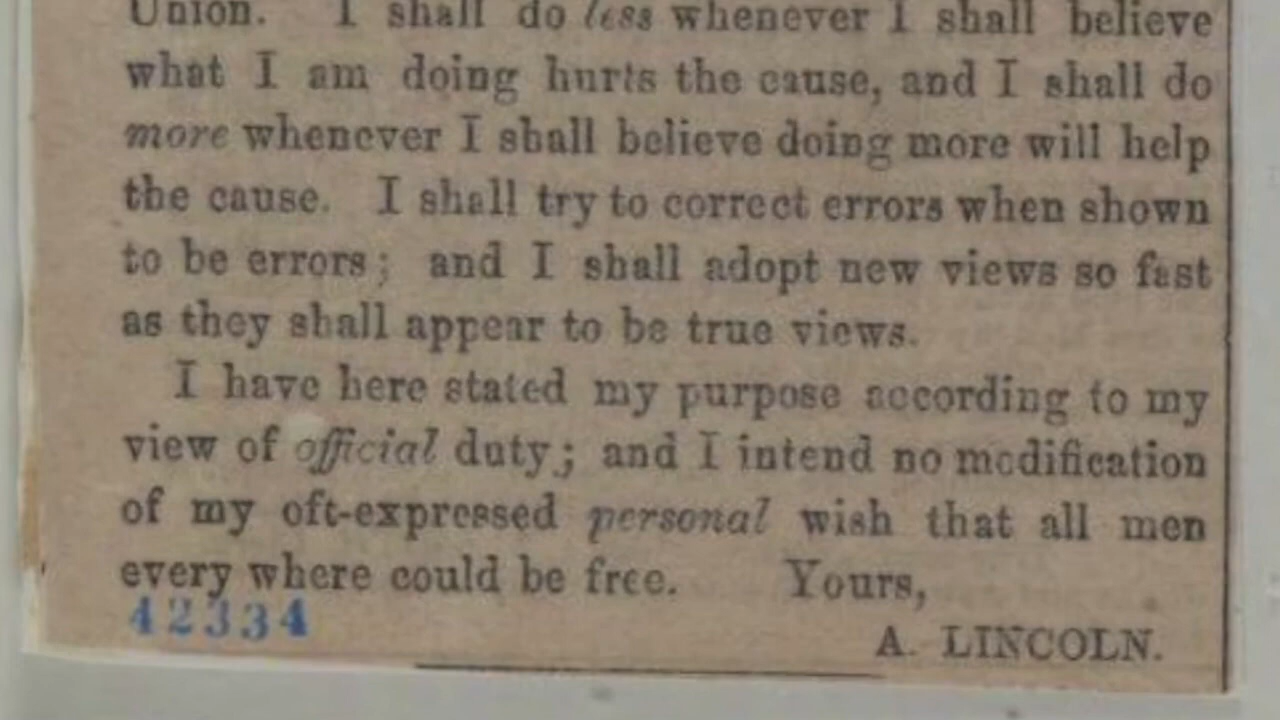 Union. I shall do less whenever I shall believe
what I am doing hurts the cause, and I shall do
more whenever I shall believe doing more will help
the cause. I shall try to correct errors when shown
to be errors; and I shall adopt new views so fast
as they shall appear to be true views.
I have here stated my purpose according to my
view of official duty; and I intend no modification
of my oft-expressed personal wish that all men
every where could be free. Yours,
42334
A. LINCOLN.